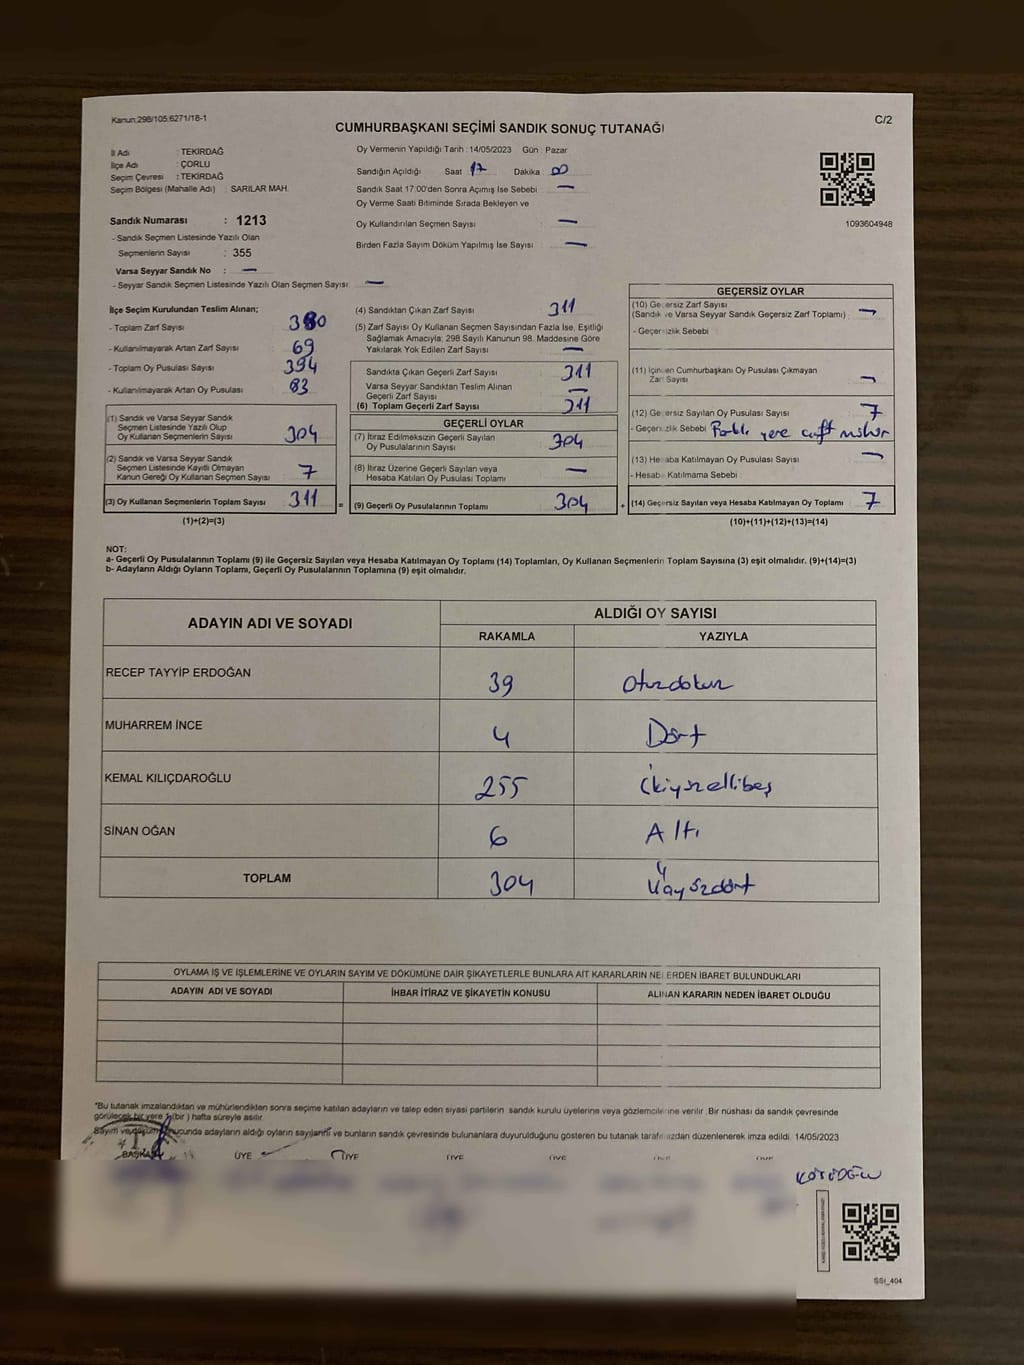 Kanun:298/105;6271/18-1
C/2
CUMHURBAŞKANI SEÇİMİ SANDIK SONUÇ TUTANAĞI
İl Adı : TEKİRDAĞ
İlçe Adı : ÇORLU
Seçim Çevresi : TEKİRDAĞ
Seçim Bölgesi (Mahalle Adı) : SARILAR MAH.
Sandık Numarası : 1213
- Sandık Seçmen Listesinde Yazılı Olan
Seçmenlerin Sayısı : 355
Varsa Seyyar Sandık No : —
- Seyyar Sandık Seçmen Listesinde Yazılı Olan Seçmen Sayısı: —
Oy Vermenin Yapıldığı Tarih :14/05/2023 Gün : Pazar
Sandığın Açıldığı Saat 17 Dakika : 00
Sandık Saat 17:00'den Sonra Açımış İse Sebebi : —
Oy Verme Saati Bitiminde Sırada Bekleyen ve
Oy Kullandırılan Seçmen Sayısı : —
Birden Fazla Sayım Döküm Yapılmış İse Sayısı : —
1093604948
İlçe Seçim Kurulundan Teslim Alınan;
- Toplam Zarf Sayısı : 380
- Kullanılmayarak Artan Zarf Sayısı : 69
- Toplam Oy Pusulası Sayısı : 394
- Kullanılmayarak Artan Oy Pusulası : 83
(1) Sandık ve Varsa Seyyar Sandık
Seçmen Listesinde Yazılı Olup
Oy Kullanan Seçmenlerin Sayısı : 304
(2) Sandık ve Varsa Seyyar Sandık
Seçmen Listesinde Kayıtlı Olmayan
Kanun Gereği Oy Kullanan Seçmen Sayısı : 7
(3) Oy Kullanan Seçmenlerin Toplam Sayısı : 311
(1)+(2)=(3)
(4) Sandıktan Çıkan Zarf Sayısı : 311
(5) Zarf Sayısı Oy Kullanan Seçmen Sayısından Fazla İse, Eşitliği
Sağlamak Amacıyla; 298 Sayılı Kanunun 98. Maddesine Göre
Yakılarak Yok Edilen Zarf Sayısı : —
Sandıkta Çıkan Geçerli Zarf Sayısı : 311
Varsa Seyyar Sandıktan Teslim Alınan
Geçerli Zarf Sayısı : —
(6) Toplam Geçerli Zarf Sayısı : 311
GEÇERLİ OYLAR
(7) İtiraz Edilmeksizin Geçerli Sayılan
Oy Pusulalarının Sayısı : 304
(8) İtiraz Üzerine Geçerli Sayılan veya
Hesaba Katılan Oy Pusulası Toplamı : —
= (9) Geçerli Oy Pusulalarının Toplamı : 304 +
GEÇERSİZ OYLAR
(10) Geçersiz Zarf Sayısı
(Sandık ve Varsa Seyyar Sandık Geçersiz Zarf Toplamı) : —
- Geçersizlik Sebebi
(11) İçinden Cumhurbaşkanı Oy Pusulası Çıkmayan
Zarf Sayısı : —
(12) Geçersiz Sayılan Oy Pusulası Sayısı : 7
- Geçersizlik Sebebi yere çift mühür
(13) Hesaba Katılmayan Oy Pusulası Sayısı : —
- Hesaba Katılmama Sebebi
(14) Geçersiz Sayılan veya Hesaba Katılmayan Oy Toplamı : 7
(10)+(11)+(12)+(13)=(14)
NOT:
a- Geçerli Oy Pusulalarının Toplamı (9) ile Geçersiz Sayılan veya Hesaba Katılmayan Oy Toplamı (14) Toplamları, Oy Kullanan Seçmenlerin Toplam Sayısına (3) eşit olmalıdır. (9)+(14)=(3)
b- Adayların Aldığı Oyların Toplamı, Geçerli Oy Pusulalarının Toplamına (9) eşit olmalıdır.
ADAYIN ADI VE SOYADI
ALDIĞI OY SAYISI
RAKAMLA YAZIYLA
RECEP TAYYİP ERDOĞAN 39 Otuzdokuz
MUHARREM İNCE 4 Dört
KEMAL KILIÇDAROĞLU 255 İkiyüzellibeş
SİNAN OĞAN 6 Altı
TOPLAM 304 Üçyüzdört
OYLAMA İŞ VE İŞLEMLERİNE VE OYLARIN SAYIM VE DÖKÜMÜNE DAİR ŞİKAYETLERLE BUNLARA AİT KARARLARIN NELERDEN İBARET BULUNDUKLARI
ADAYIN ADI VE SOYADI İHBAR İTİRAZ VE ŞİKAYETİN KONUSU ALINAN KARARIN NEDEN İBARET OLDUĞU
*Bu tutanak imzalandıktan ve mühürlendikten sonra seçime katılan adayların ve talep eden siyasi partilerin sandık kurulu üyelerine veya gözlemcilerine verilir. Bir nüshası da sandık çevresinde
görülecek bir yere 1 (bir ) hafta süreyle asılır.
Sayım ve döküm sonucunda adayların aldığı oyların sayılarını ve bunların sandık çevresinde bulunanlara duyurulduğunu gösteren bu tutanak tarafımızdan düzenlenerek imza edildi. 14/05/2023
BAŞKAN ÜYE ÜYE ÜYE ÜYE
KÖSEOĞLU
SSI_404